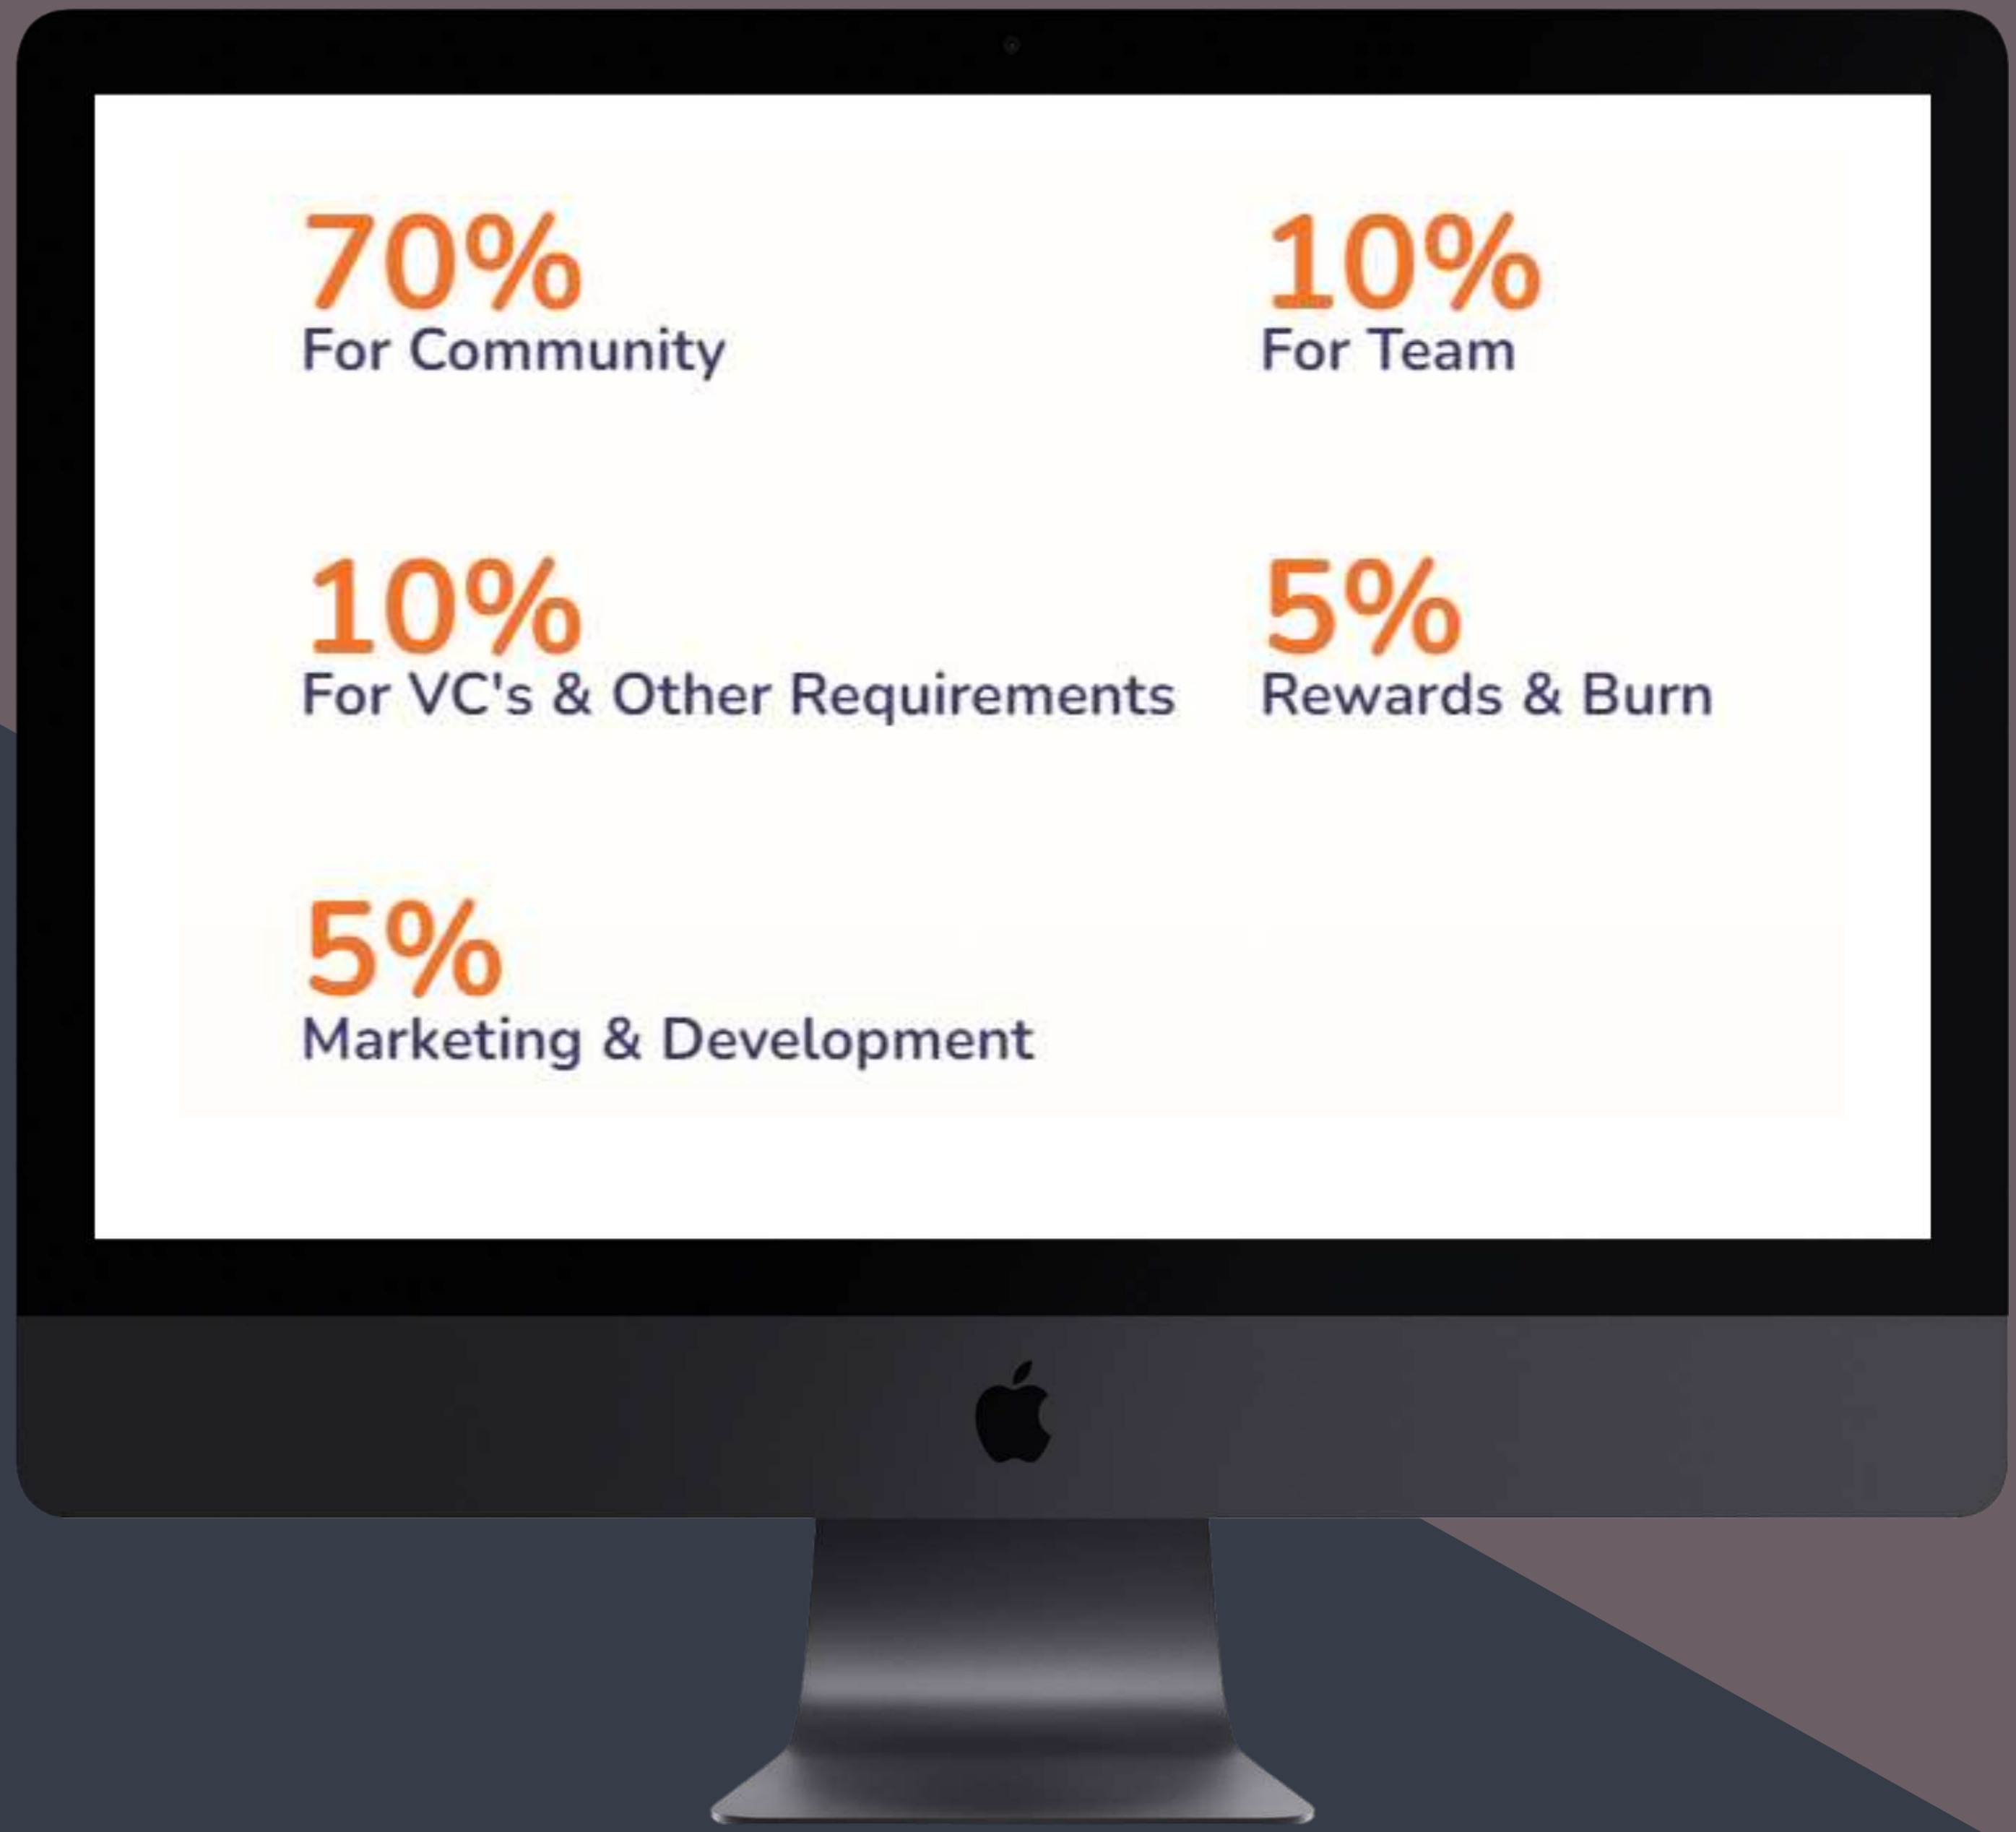 70%
For Community
10%
For Team
10%
For VC's & Other Requirements
5%
Rewards & Burn
5%
Marketing & Development